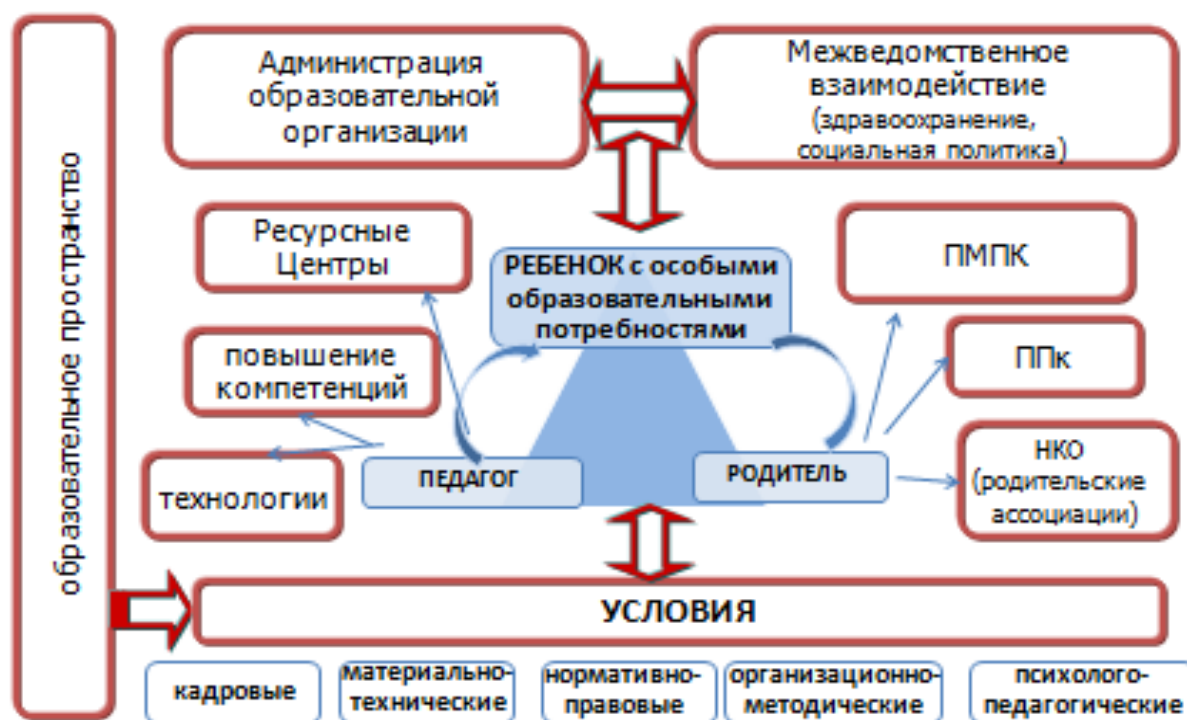 образовательное пространство
Администрация
образовательной
организации
Межведомственное
взаимодействие
(здравоохранение,
социальная политика)
Ресурсные
Центры
РЕБЕНОК с особыми
образовательными
потребностями
ПМПК
повышение
компетенций
ППк
технологии
ПЕДАГОГ
РОДИТЕЛЬ
НКО
(родительские
ассоциации)
УСЛОВИЯ
кадровые
материально-
технические
нормативно-
правовые
организационно-
методические
психолого-
педагогические